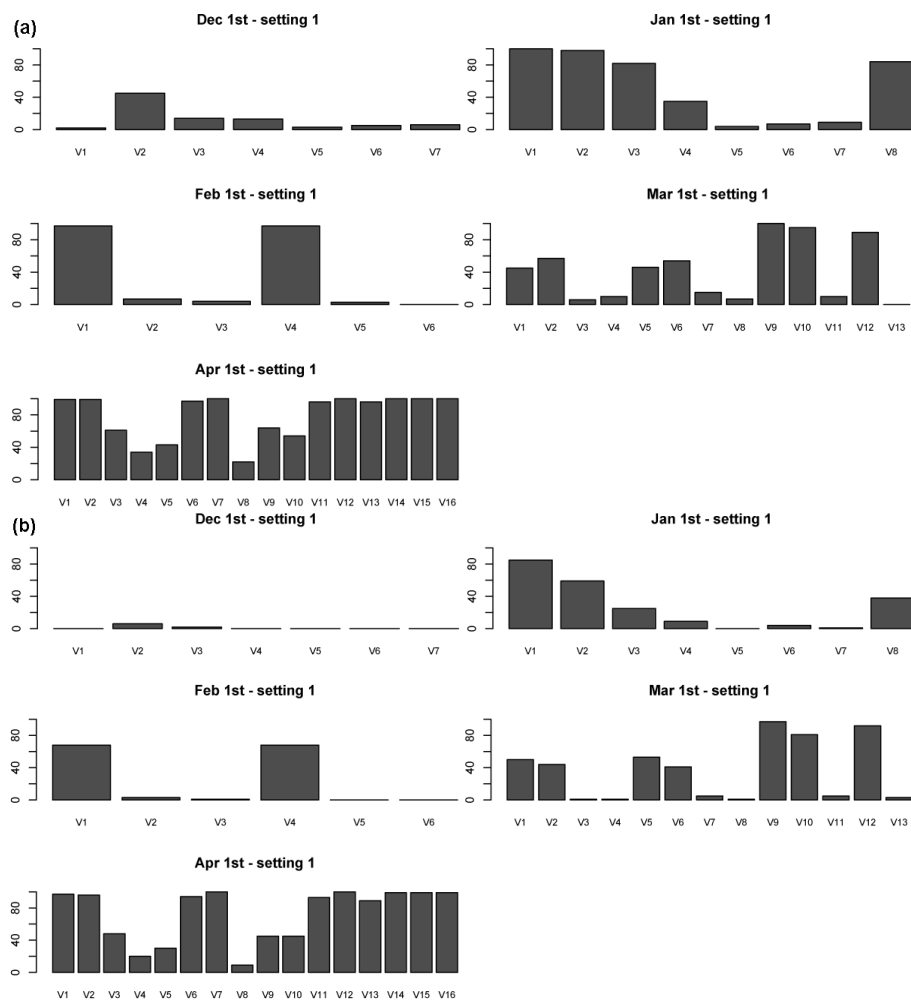 (a)
Dec 1st - setting 1
80
40
0
V1 V2 V3 V4 V5 V6 V7
Jan 1st - setting 1
80
40
0
V1 V2 V3 V4 V5 V6 V7 V8
Feb 1st - setting 1
80
40
0
V1 V2 V3 V4 V5 V6
Mar 1st - setting 1
80
40
0
V1 V2 V3 V4 V5 V6 V7 V8 V9 V10 V11 V12 V13
Apr 1st - setting 1
80
40
0
V1 V2 V3 V4 V5 V6 V7 V8 V9 V10 V11 V12 V13 V14 V15 V16
(b)
Dec 1st - setting 1
80
40
0
V1 V2 V3 V4 V5 V6 V7
Jan 1st - setting 1
80
40
0
V1 V2 V3 V4 V5 V6 V7 V8
Feb 1st - setting 1
80
40
0
V1 V2 V3 V4 V5 V6
Mar 1st - setting 1
80
40
0
V1 V2 V3 V4 V5 V6 V7 V8 V9 V10 V11 V12 V13
Apr 1st - setting 1
80
40
0
V1 V2 V3 V4 V5 V6 V7 V8 V9 V10 V11 V12 V13 V14 V15 V16